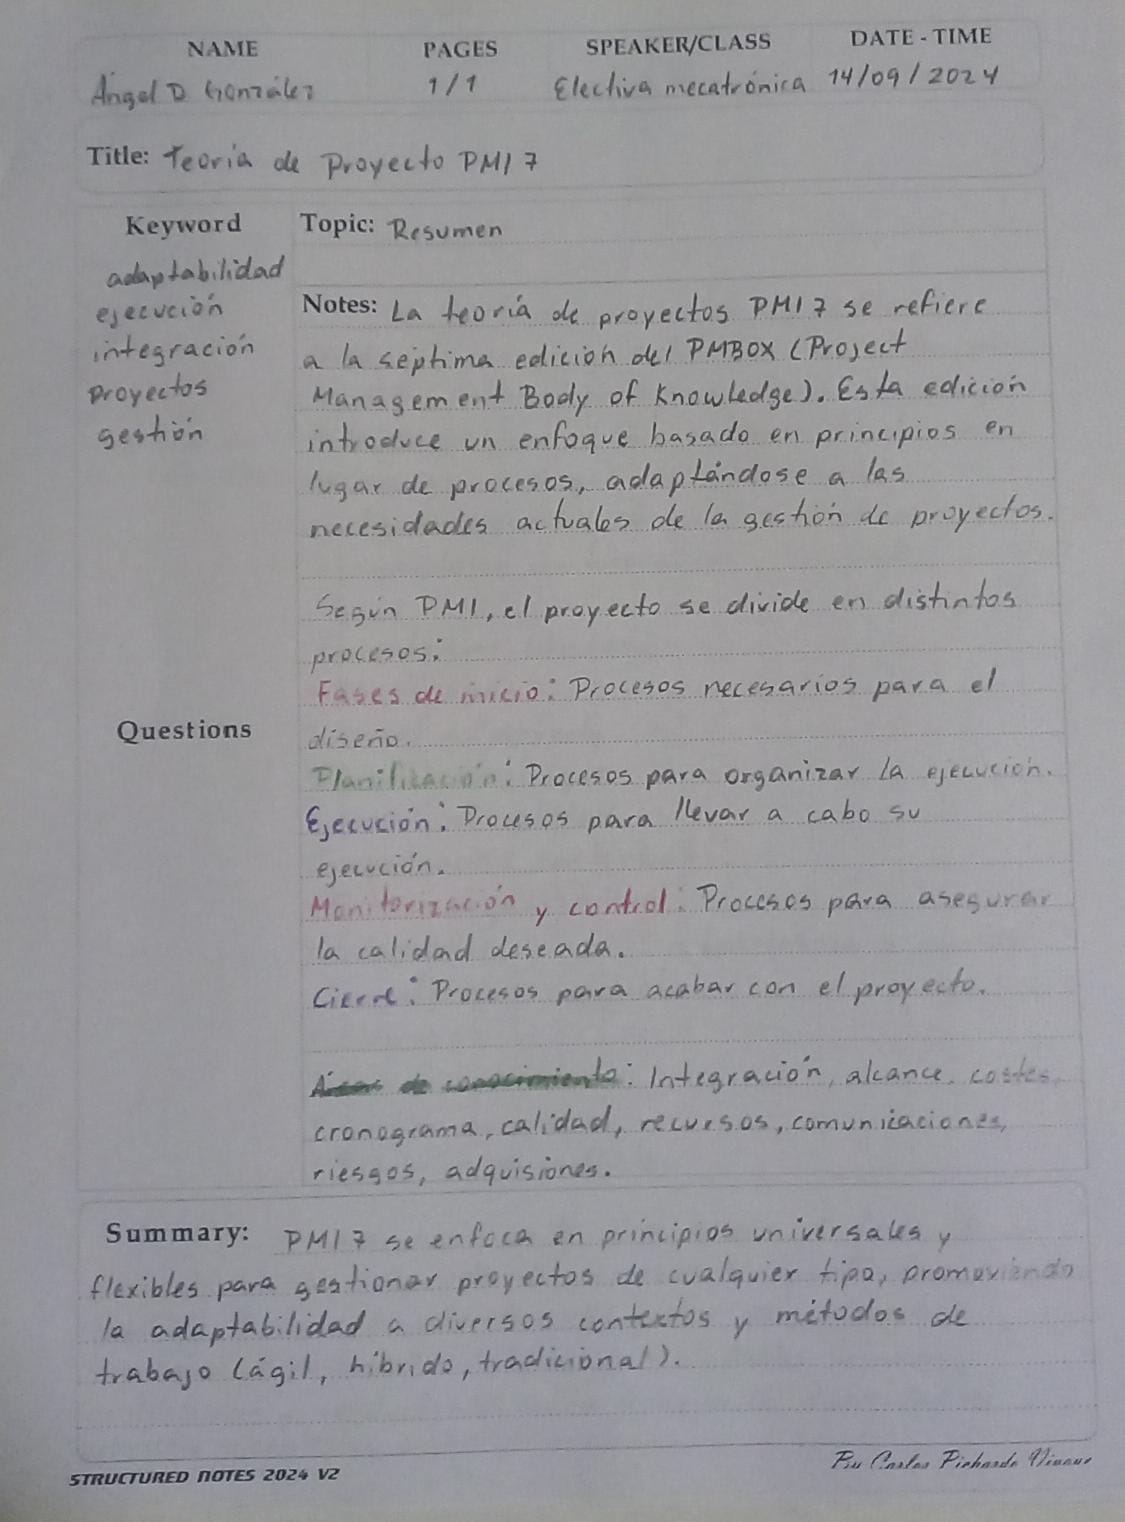 NAME PAGES SPEAKER/CLASS DATE - TIME
Ángel D González 1/1 Electiva mecatrónica 14/09/2024
Title: Teoría de Proyecto PMI 7
Keyword
adaptabilidad
ejecución
integración
proyectos
gestión
Questions
Topic: Resumen
Notes: La teoría de proyectos PMI 7 se refiere
a la séptima edición del PMBOX (Project
Management Body of Knowledge). Esta edición
introduce un enfoque basado en principios en
lugar de procesos, adaptándose a las
necesidades actuales de la gestión de proyectos.
Según PMI, el proyecto se divide en distintos
procesos:
Fases de inicio: Procesos necesarios para el
diseño.
Planificación: Procesos para organizar la ejecución.
Ejecución: Procesos para llevar a cabo su
ejecución.
Monitorización y control: Procesos para asegurar
la calidad deseada.
Cierre: Procesos para acabar con el proyecto.
Áreas de conocimiento: Integración, alcance, costes,
cronograma, calidad, recursos, comunicaciones,
riesgos, adquisiones.
Summary: PMI 7 se enfoca en principios universales y
flexibles para gestionar proyectos de cualquier tipo, promoviendo
la adaptabilidad a diversos contextos y métodos de
trabajo (ágil, híbrido, tradicional).
STRUCTURED NOTES 2024 V2
Carlos Pichardo